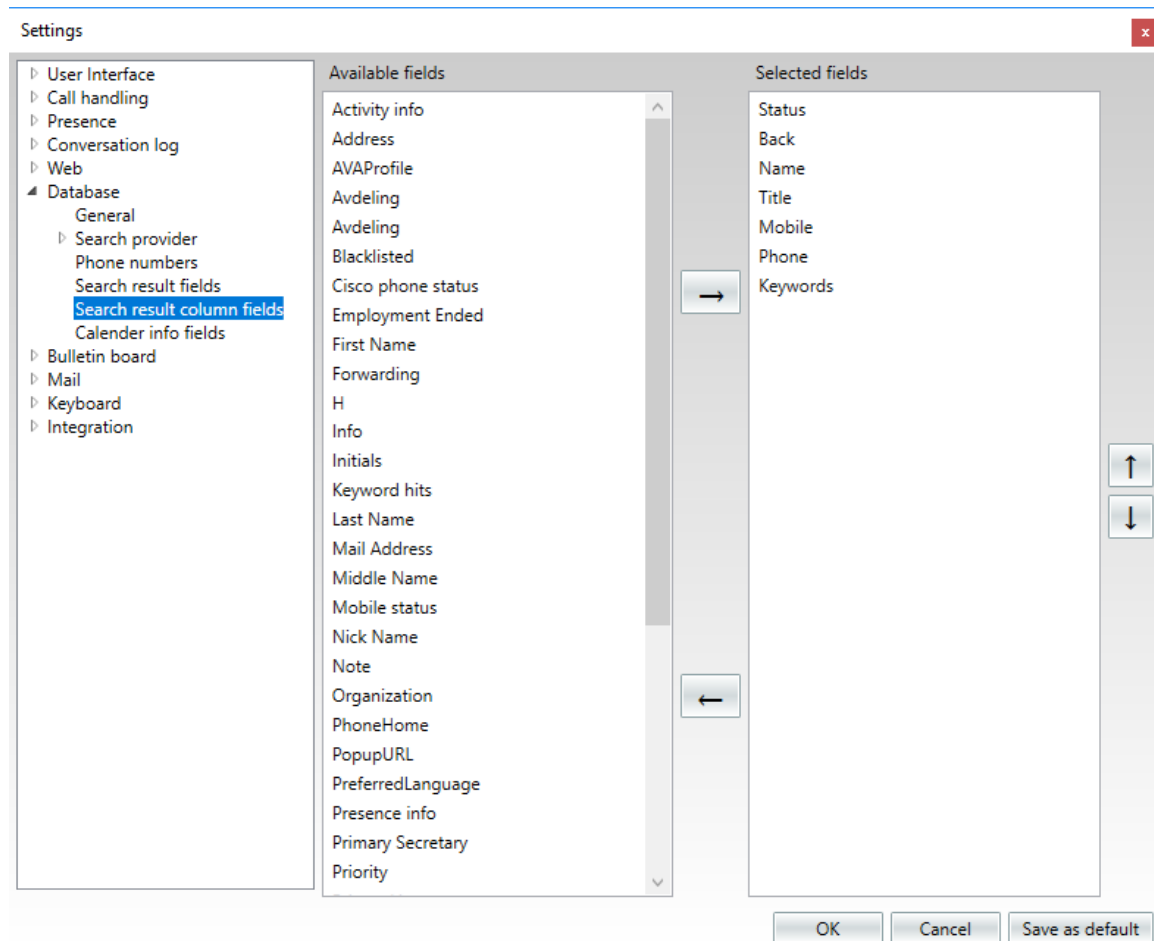 Settings
x
User Interface
Call handling
Presence
Conversation log
Web
Database
General
Search provider
Phone numbers
Search result fields
Search result column fields
Calender info fields
Bulletin board
Mail
Keyboard
Integration
Available fields
Activity info
Address
AVAProfile
Avdeling
Avdeling
Blacklisted
Cisco phone status
Employment Ended
First Name
Forwarding
H
Info
Initials
Keyword hits
Last Name
Mail Address
Middle Name
Mobile status
Nick Name
Note
Organization
PhoneHome
PopupURL
PreferredLanguage
Presence info
Primary Secretary
Priority
Selected fields
Status
Back
Name
Title
Mobile
Phone
Keywords
OK
Cancel
Save as default